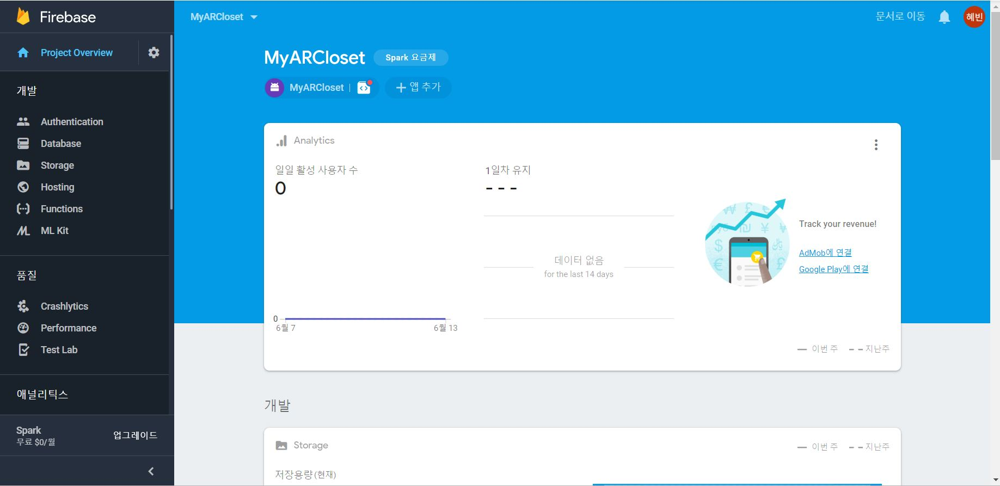 Firebase
Project Overview
개발
Authentication
Database
Storage
Hosting
Functions
ML Kit
품질
Crashlytics
Performance
Test Lab
애널리틱스
Spark
무료 $0/월
업그레이드
MyARCloset
문서로 이동
혜빈
MyARCloset
Spark 요금제
MyARCloset
앱 추가
Analytics
일일 활성 사용자 수
0
0
6월 7
6월 13
1일차 유지
- - -
데이터 없음
for the last 14 days
Track your revenue!
AdMob에 연결
Google Play에 연결
이번 주
지난주
개발
Storage
이번 주
지난주
저장용량 (현재)